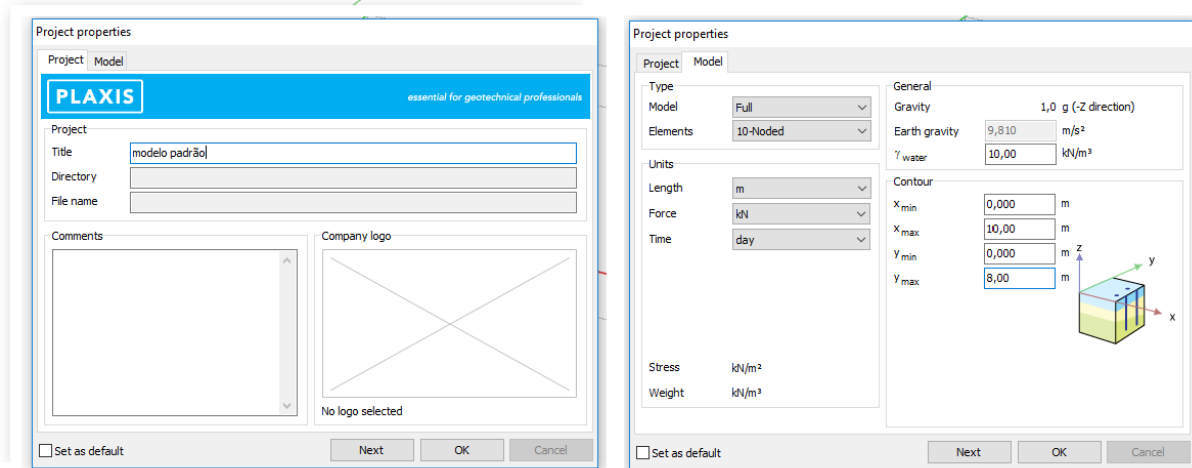 Project properties
Project Model
PLAXIS
essential for geotechnical professionals
Project
Title modelo padrão
Directory
File name
Comments
Company logo
No logo selected
Set as default
Next OK Cancel
Project properties
Project Model
Type
Model Full
Elements 10-Noded
Units
Length m
Force kN
Time day
Stress kN/m²
Weight kN/m³
General
Gravity 1,0 g (-Z direction)
Earth gravity 9,810 m/s²
γ water 10,00 kN/m³
Contour
x min 0,000 m
x max 10,00 m
y min 0,000 m
y max 8,00 m
z
y
x
Set as default
Next OK Cancel